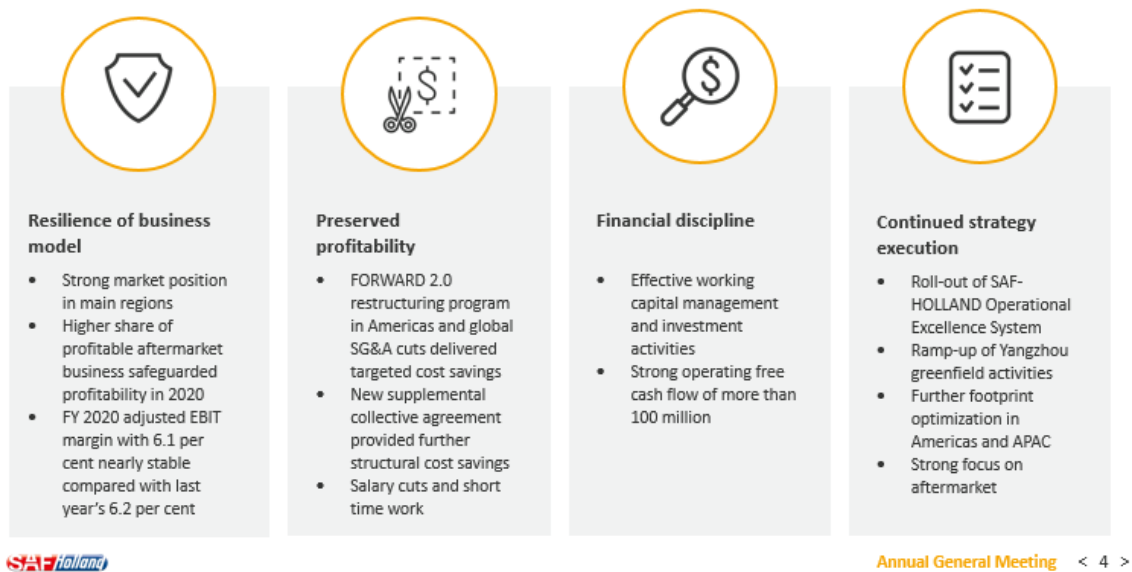 $
$
Resilience of business
model
• Strong market position
in main regions
• Higher share of
profitable aftermarket
business safeguarded
profitability in 2020
• FY 2020 adjusted EBIT
margin with 6.1 per
cent nearly stable
compared with last
year's 6.2 per cent
Preserved
profitability
• FORWARD 2.0
restructuring program
in Americas and global
SG&A cuts delivered
targeted cost savings
• New supplemental
collective agreement
provided further
structural cost savings
• Salary cuts and short
time work
Financial discipline
• Effective working
capital management
and investment
activities
• Strong operating free
cash flow of more than
100 million
Continued strategy
execution
• Roll-out of SAF-
HOLLAND Operational
Excellence System
• Ramp-up of Yangzhou
greenfield activities
• Further footprint
optimization in
Americas and APAC
• Strong focus on
aftermarket
SAF Holland
Annual General Meeting < 4 >